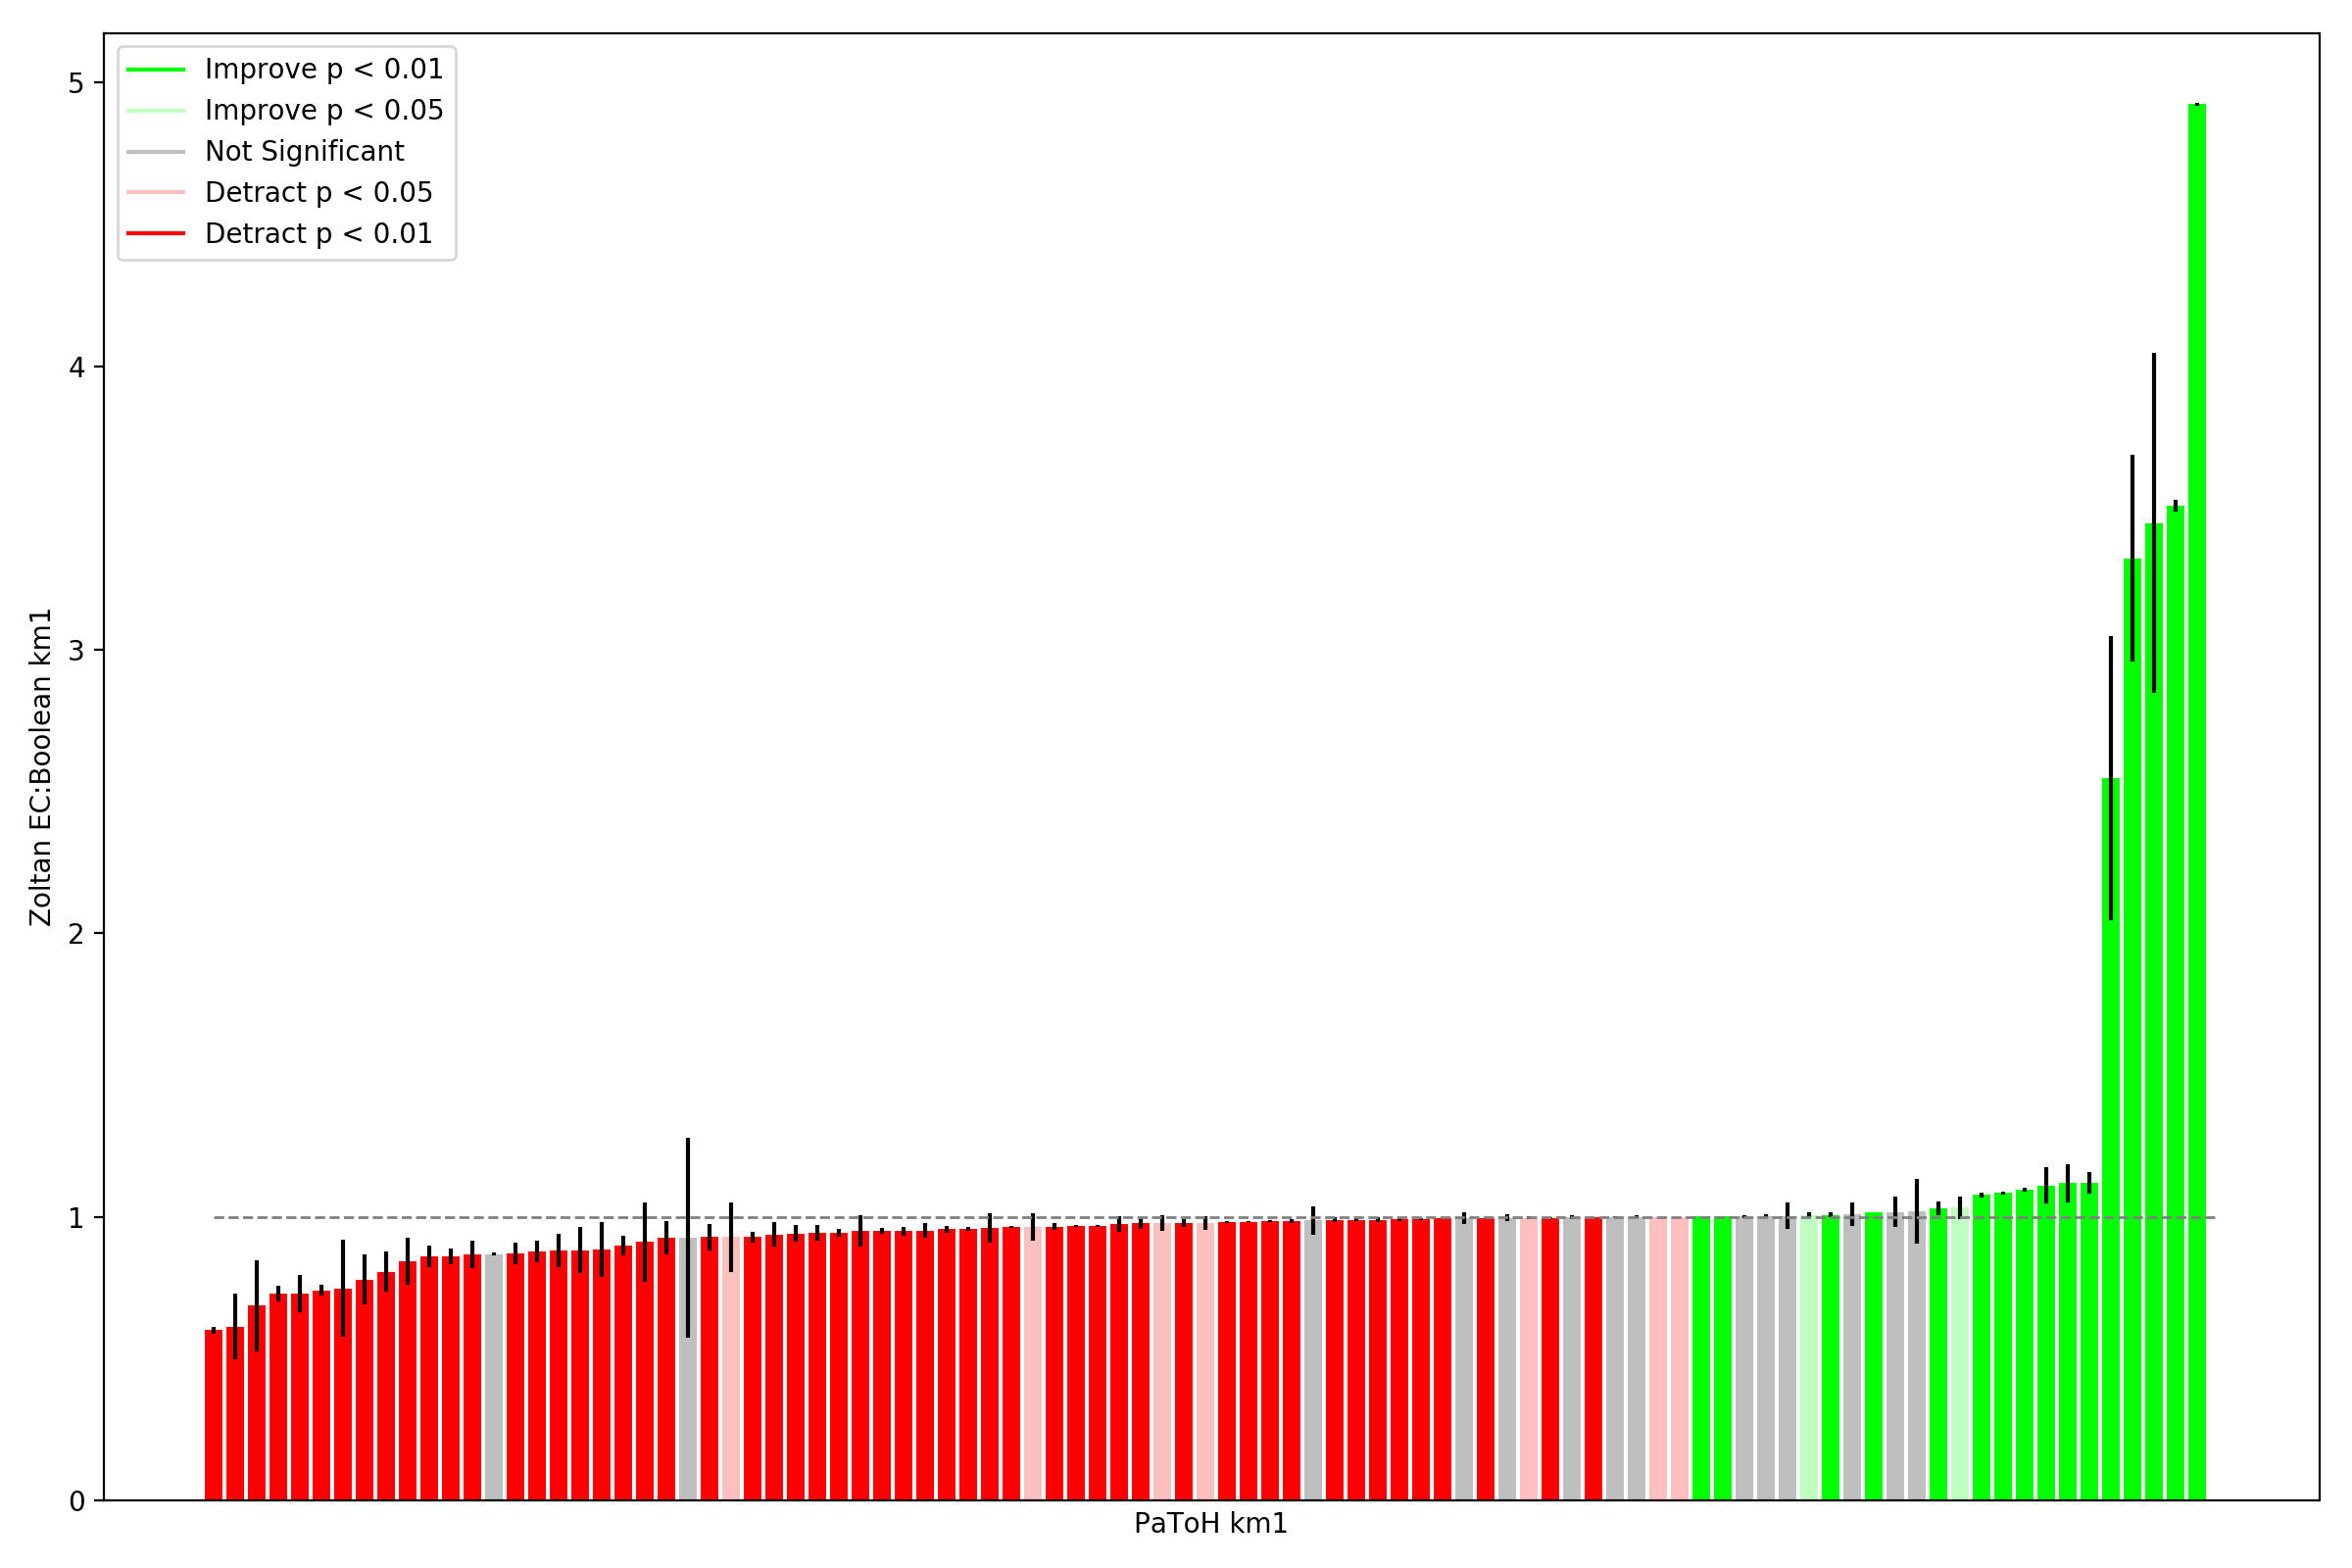 Improve p < 0.01
Improve p < 0.05
Not Significant
Detract p < 0.05
Detract p < 0.01
5
4
3
2
1
0
Zoltan EC:Boolean km1
PaToH km1